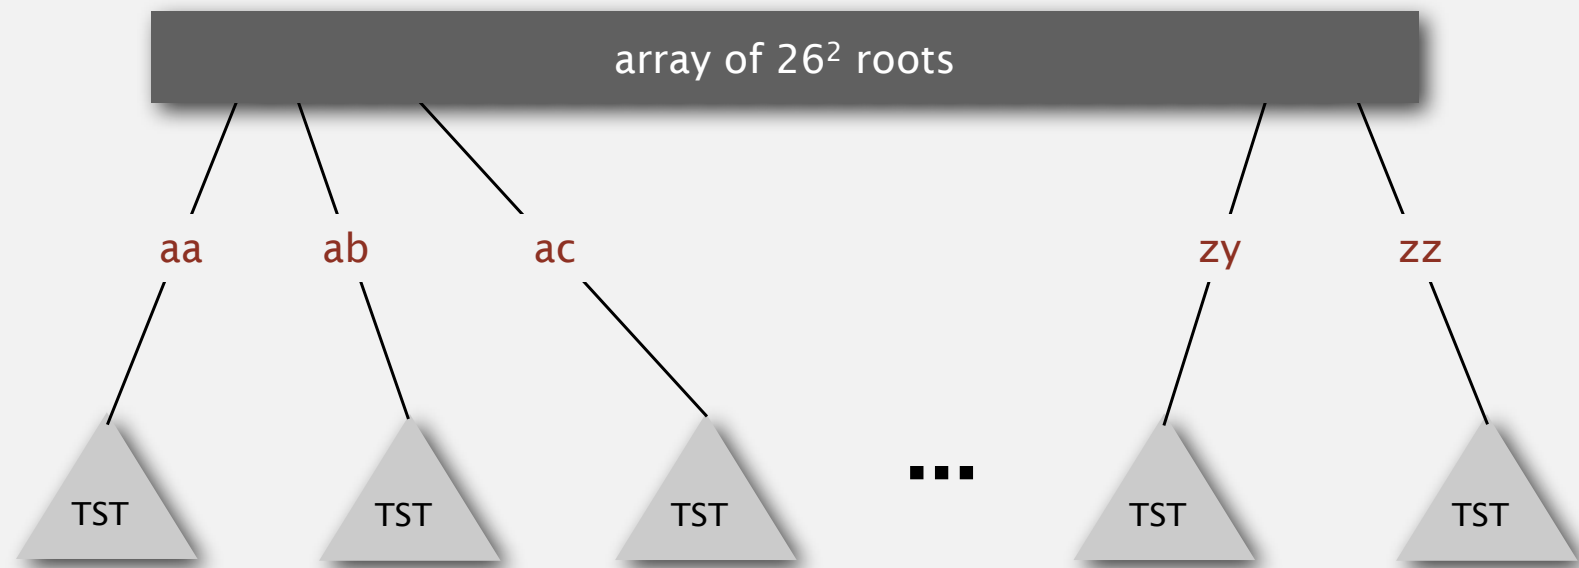 array of 26² roots
aa ab ac zy zz
...
TST TST TST TST TST